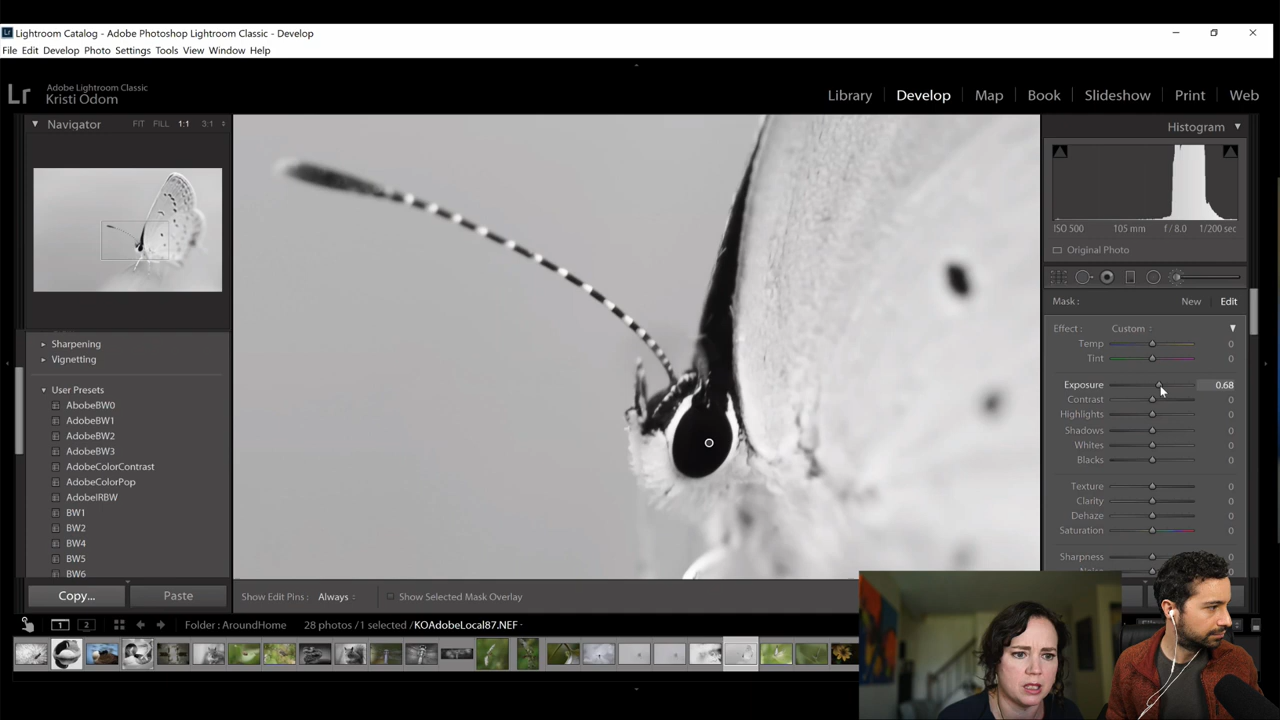 Lr Lightroom Catalog - Adobe Photoshop Lightroom Classic - Develop
File Edit Develop Photo Settings Tools View Window Help
Lr Adobe Lightroom Classic
Kristi Odom
Library Develop Map Book Slideshow Print Web
Navigator FIT FILL 1:1 3:1
Sharpening
Vignetting
User Presets
AbobeBW0
AdobeBW1
AdobeBW2
AdobeBW3
AdobeColorContrast
AdobeColorPop
AdobeIRBW
BW1
BW2
BW4
BW5
BW6
Copy... Paste
Histogram
ISO 500 105 mm f / 8.0 1/200 sec
Original Photo
Mask : New Edit
Effect : Custom
Temp 0
Tint 0
Exposure 0.68
Contrast 0
Highlights 0
Shadows 0
Whites 0
Blacks 0
Texture 0
Clarity 0
Dehaze 0
Saturation 0
Sharpness 0
Show Edit Pins : Always Show Selected Mask Overlay
1 2 Folder : AroundHome 28 photos / 1 selected / KOAdobeLocal87.NEF